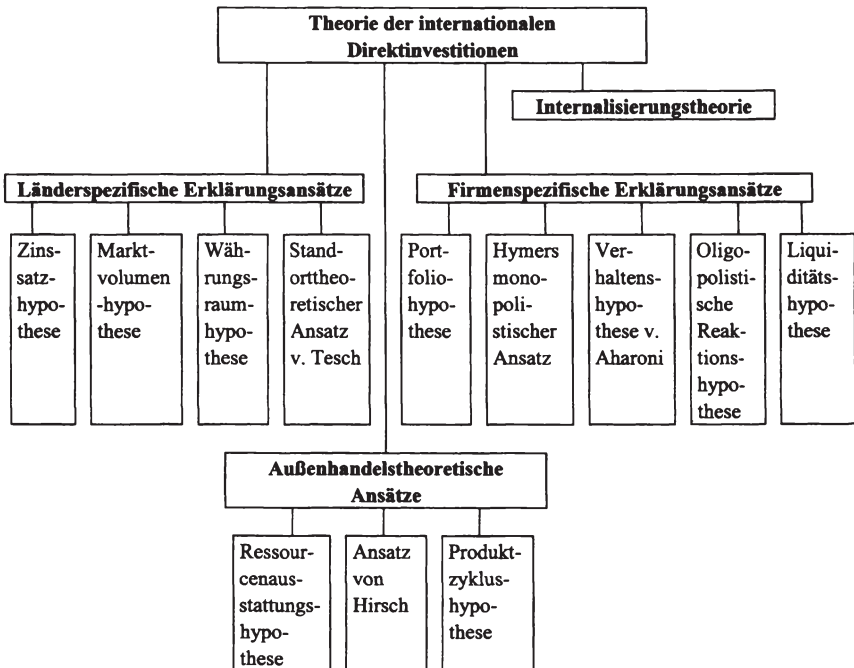 Theorie der internationalen
Direktinvestitionen
Internalisierungstheorie
Länderspezifische Erklärungsansätze
Firmenspezifische Erklärungsansätze
Zins-
satz-
hypo-
these
Markt-
volumen
-hypo-
these
Wäh-
rungs-
raum-
hypo-
these
Stand-
orttheo-
retischer
Ansatz
v. Tesch
Port-
folio-
hypo-
these
Hymers
mono-
poli-
stischer
Ansatz
Ver-
haltens-
hypo-
these v.
Aharoni
Oligo-
polisti-
sche
Reak-
tions-
hypo-
these
Liqui-
ditäts-
hypo-
these
Außenhandelstheoretische
Ansätze
Ressour-
cenaus-
stattungs-
hypo-
these
Ansatz
von
Hirsch
Produkt-
zyklus-
hypo-
these